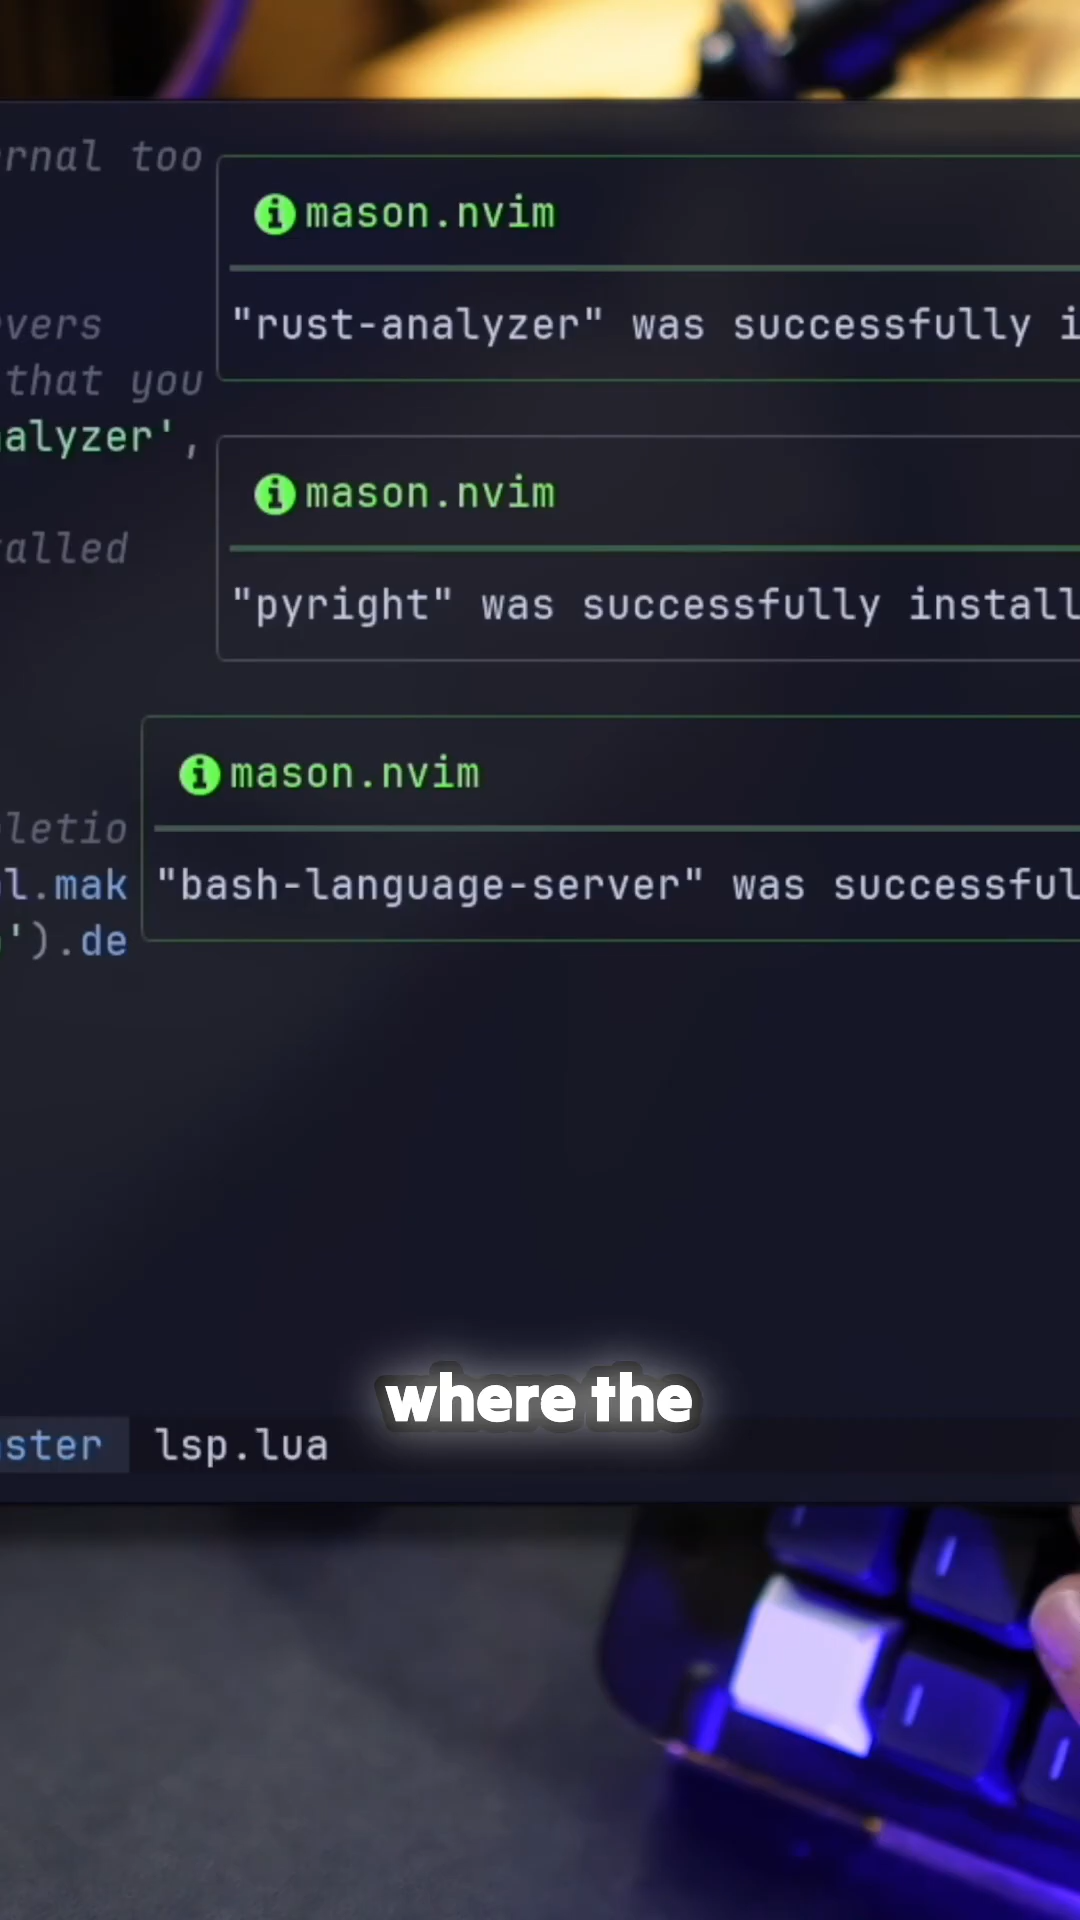 rnal too
mason.nvim
"rust-analyzer" was successfully i
vers
that you
alyzer',
mason.nvim
"pyright" was successfully install
alled
mason.nvim
"bash-language-server" was successful
letio
l.mak
').de
where the
ster
lsp.lua